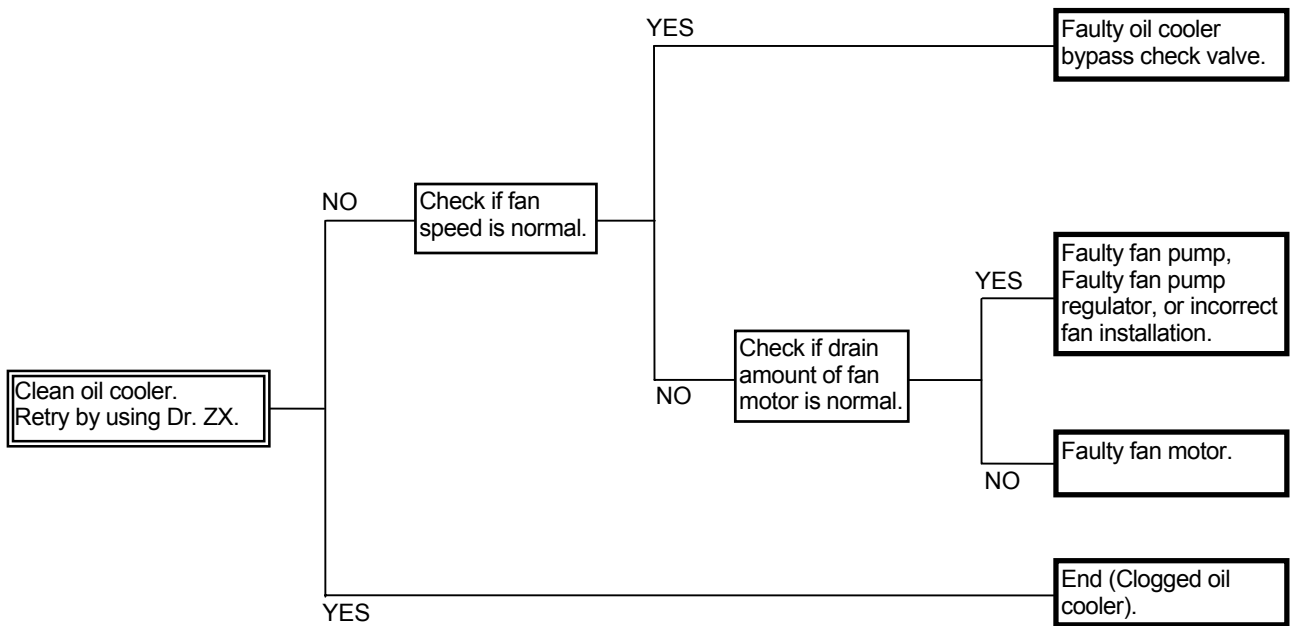 YES
Faulty oil cooler
bypass check valve.
NO
Check if fan
speed is normal.
YES
Faulty fan pump,
Faulty fan pump
regulator, or incorrect
fan installation.
Check if drain
amount of fan
motor is normal.
NO
Clean oil cooler.
Retry by using Dr. ZX.
Faulty fan motor.
NO
End (Clogged oil
cooler).
YES